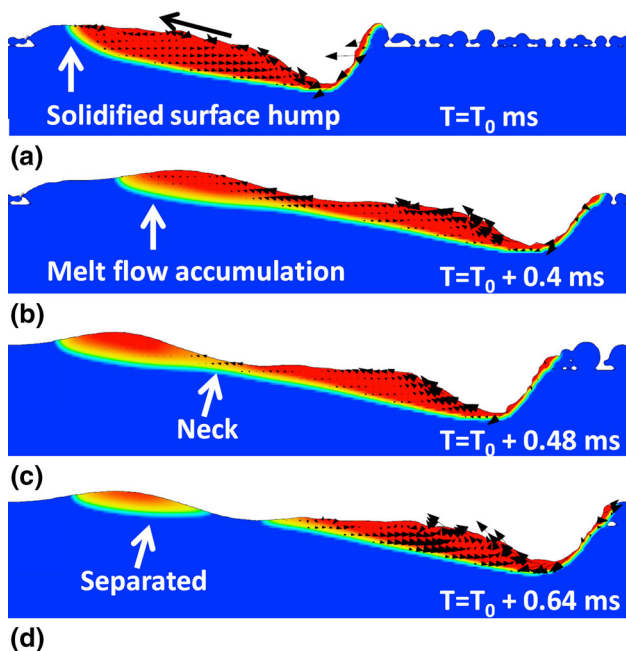 Solidified surface hump
T=T₀ ms
(a)
Melt flow accumulation
T=T₀ + 0.4 ms
(b)
Neck
T=T₀ + 0.48 ms
(c)
Separated
T=T₀ + 0.64 ms
(d)